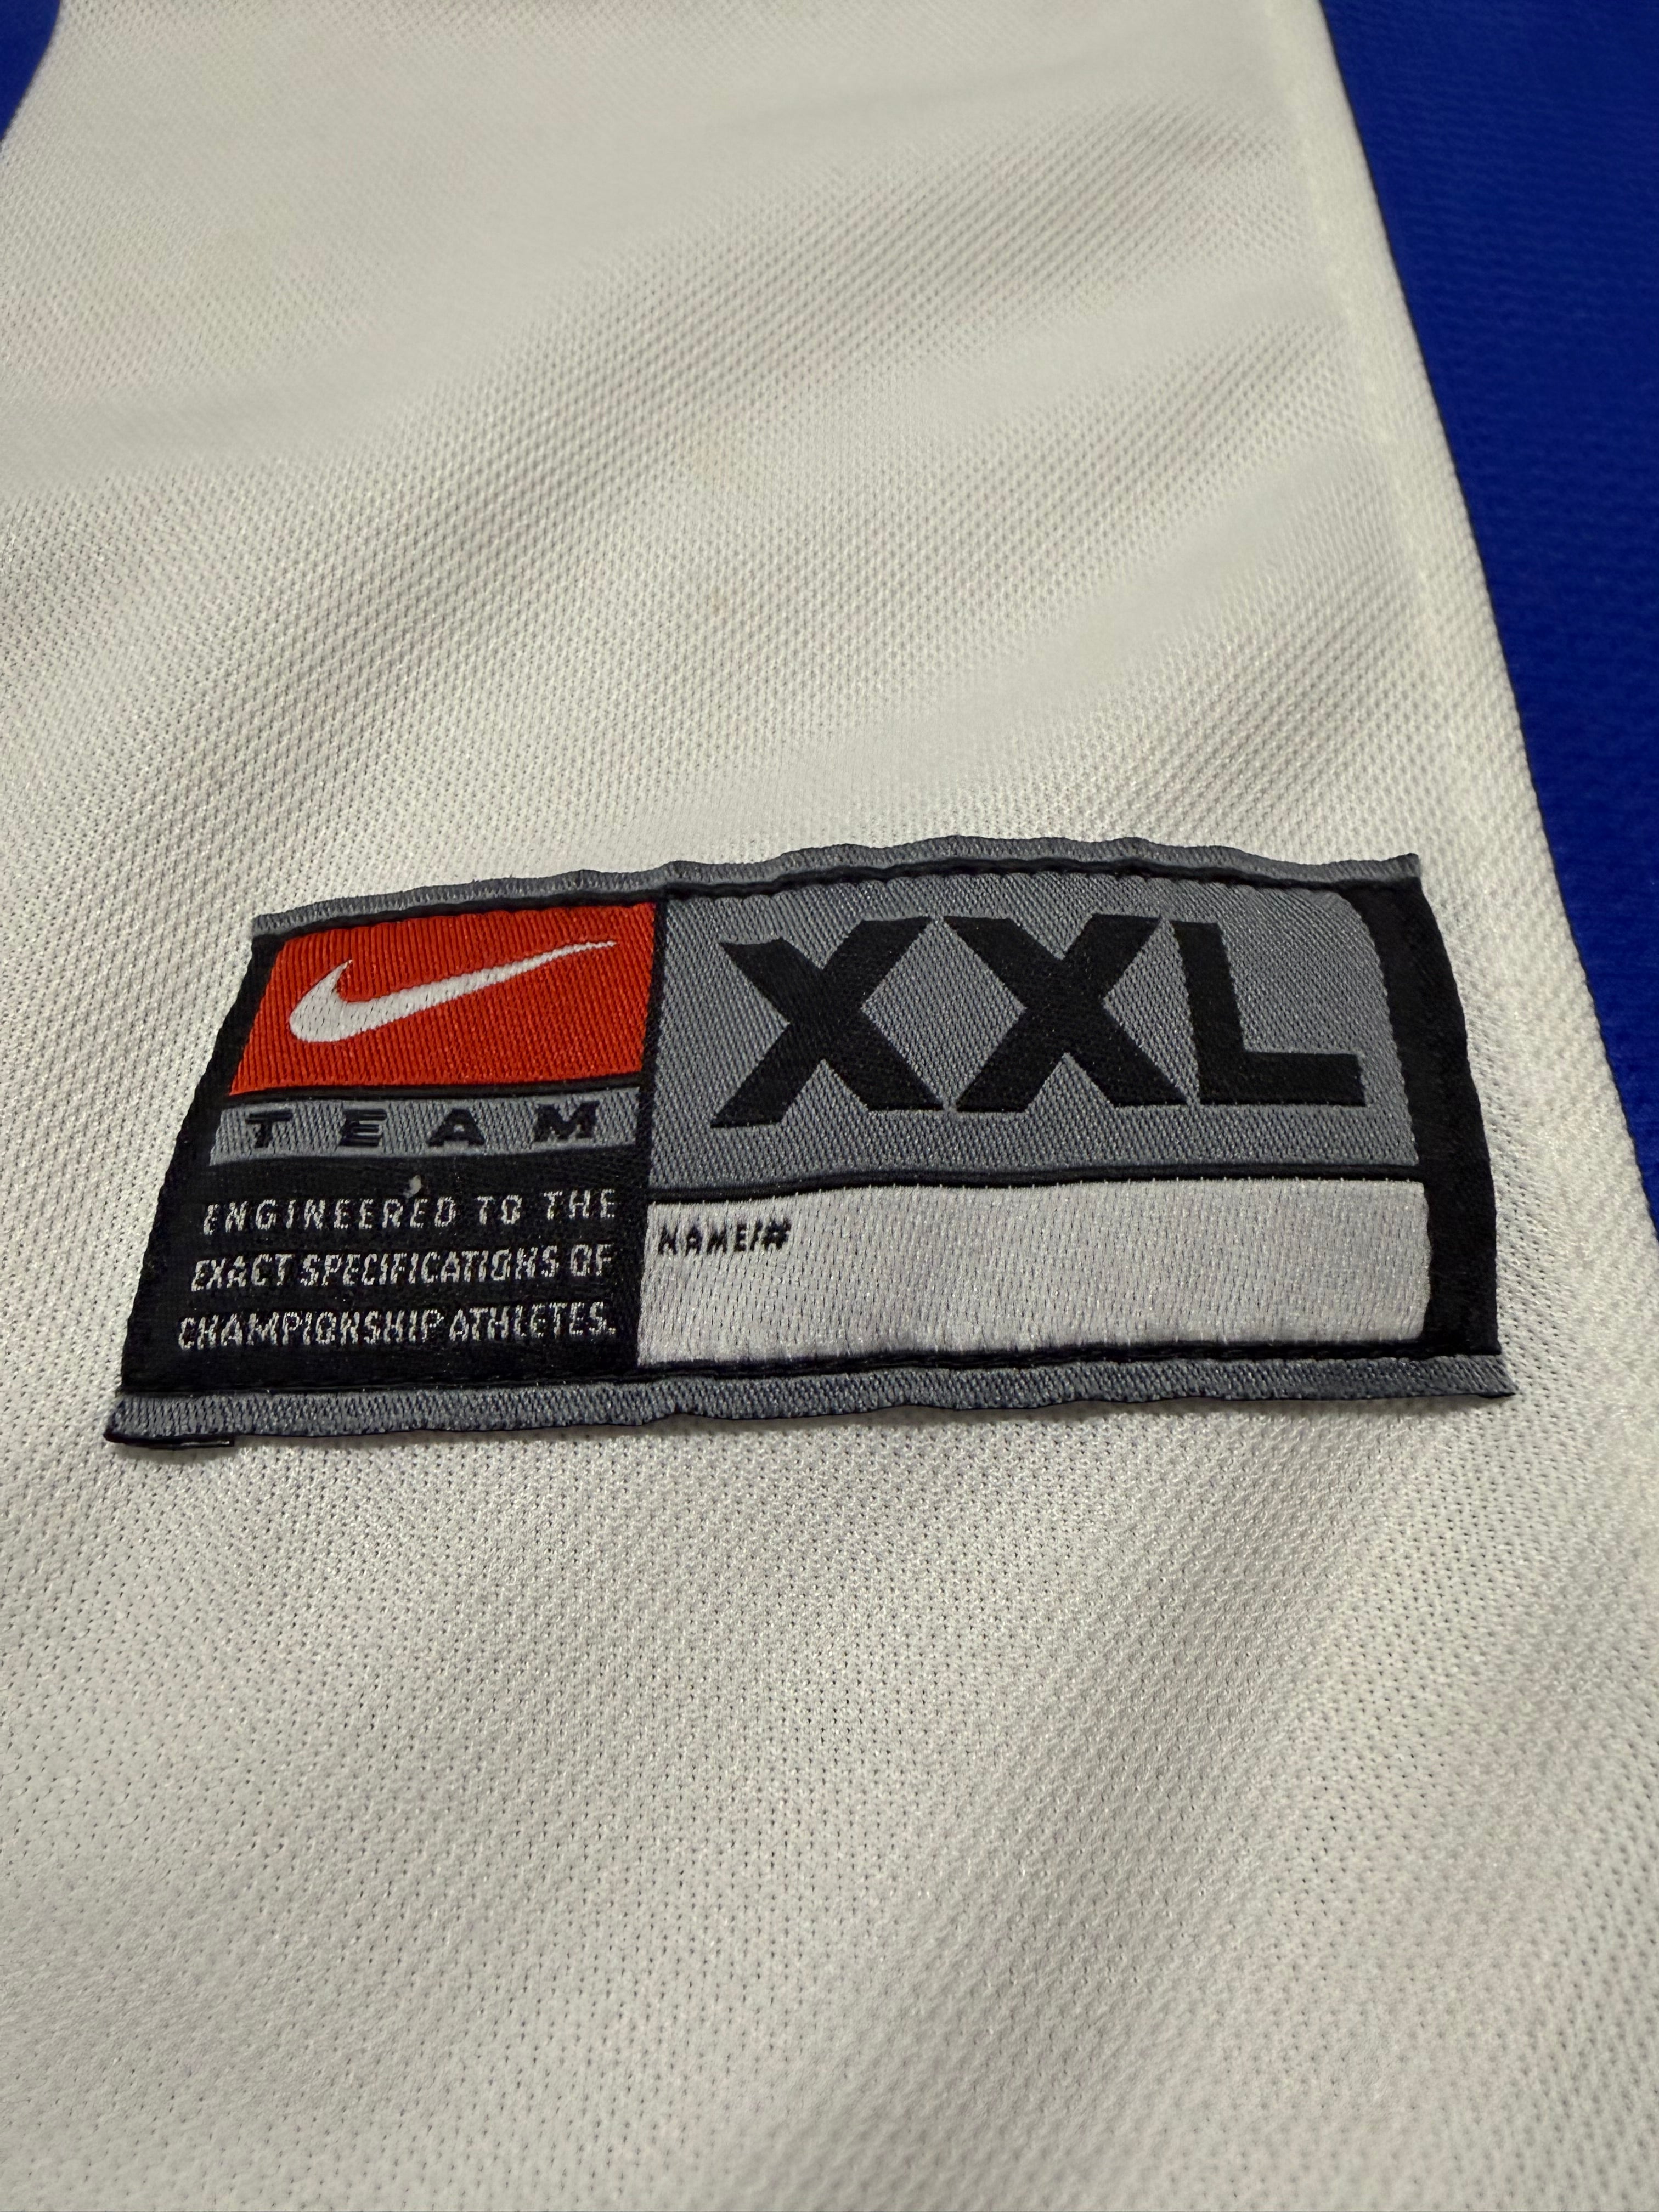 XXL
TEAM
ENGINEERED TO THE
EXACT SPECIFICATIONS OF
CHAMPIONSHIP ATHLETES.
NAME/#